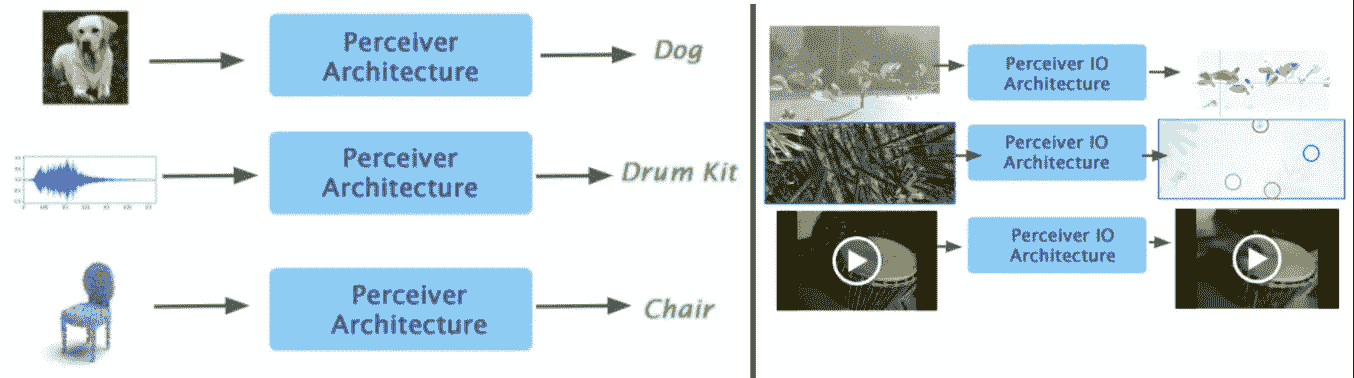 Perceiver
Architecture
Dog
Perceiver
Architecture
Drum Kit
Perceiver
Architecture
Chair
Perceiver IO
Architecture
Perceiver IO
Architecture
Perceiver IO
Architecture